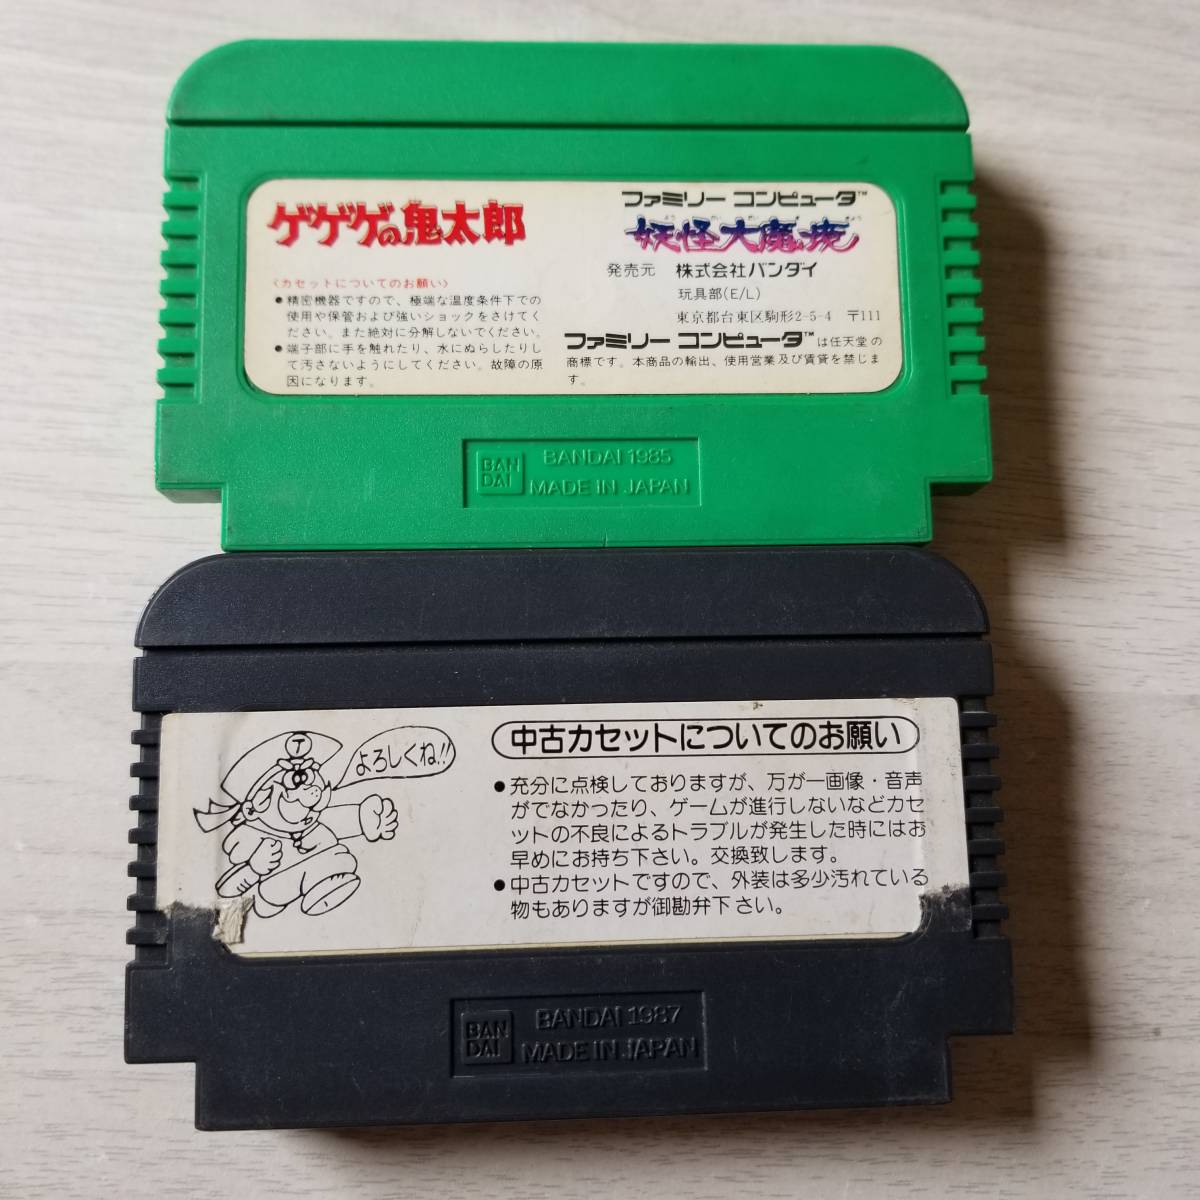 ゲゲゲの鬼太郎
〈カセットについてのお願い〉
●精密機器ですので、極端な温度条件下での
使用や保管および強いショックをさけてく
ださい。また絶対に分解しないでください。
●端子部に手を触れたり、水にぬらしたりし
て汚さないようにしてください。故障の原
因になります。
ファミリー コンピュータ™
ようかいだいまきょう
妖怪大魔境
発売元 株式会社バンダイ
玩具部(E/L)
東京都台東区駒形2-5-4 〒111
ファミリー コンピュータ™は任天堂の
商標です。本商品の輸出、使用営業及び賃貸を禁じま
す。
BAN
DAI
BANDAI 1985
MADE IN JAPAN
T
よろしくね!!
中古カセットについてのお願い
●充分に点検しておりますが、万が一画像・音声
がでなかったり、ゲームが進行しないなどカセ
ットの不良によるトラブルが発生した時にはお
早めにお持ち下さい。交換致します。
●中古カセットですので、外装は多少汚れている
物もありますが御勘弁下さい。
BAN
DAI
BANDAI 1987
MADE IN JAPAN